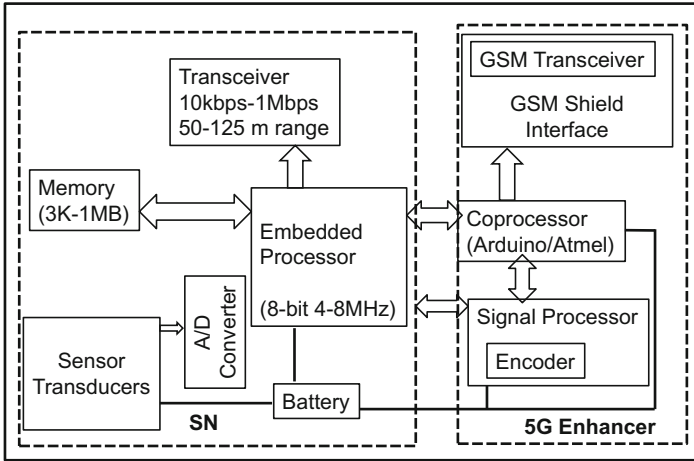 Transceiver
10kbps-1Mbps
50-125 m range
Memory
(3K-1MB)
Embedded
Processor
(8-bit 4-8MHz)
A/D
Converter
Sensor
Transducers
Battery
SN
GSM Transceiver
GSM Shield
Interface
Coprocessor
(Arduino/Atmel)
Signal Processor
Encoder
5G Enhancer